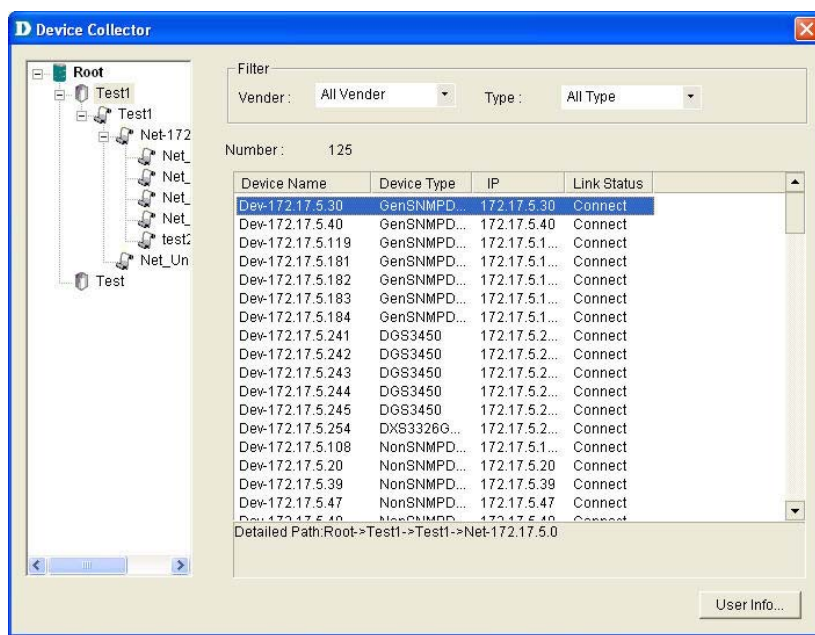 D Device Collector
Root
Test1
Test1
Net-172
Net_
Net_
Net_
Net_
test2
Net_Un
Test
Filter
Vender : All Vender Type : All Type
Number : 125
Device Name Device Type IP Link Status
Dev-172.17.5.30 GenSNMPD... 172.17.5.30 Connect
Dev-172.17.5.40 GenSNMPD... 172.17.5.40 Connect
Dev-172.17.5.119 GenSNMPD... 172.17.5.1... Connect
Dev-172.17.5.181 GenSNMPD... 172.17.5.1... Connect
Dev-172.17.5.182 GenSNMPD... 172.17.5.1... Connect
Dev-172.17.5.183 GenSNMPD... 172.17.5.1... Connect
Dev-172.17.5.184 GenSNMPD... 172.17.5.1... Connect
Dev-172.17.5.241 DGS3450 172.17.5.2... Connect
Dev-172.17.5.242 DGS3450 172.17.5.2... Connect
Dev-172.17.5.243 DGS3450 172.17.5.2... Connect
Dev-172.17.5.244 DGS3450 172.17.5.2... Connect
Dev-172.17.5.245 DGS3450 172.17.5.2... Connect
Dev-172.17.5.254 DXS3326G... 172.17.5.2... Connect
Dev-172.17.5.108 NonSNMPD... 172.17.5.1... Connect
Dev-172.17.5.20 NonSNMPD... 172.17.5.20 Connect
Dev-172.17.5.39 NonSNMPD... 172.17.5.39 Connect
Dev-172.17.5.47 NonSNMPD... 172.17.5.47 Connect
Detailed Path:Root->Test1->Test1->Net-172.17.5.0
User Info...